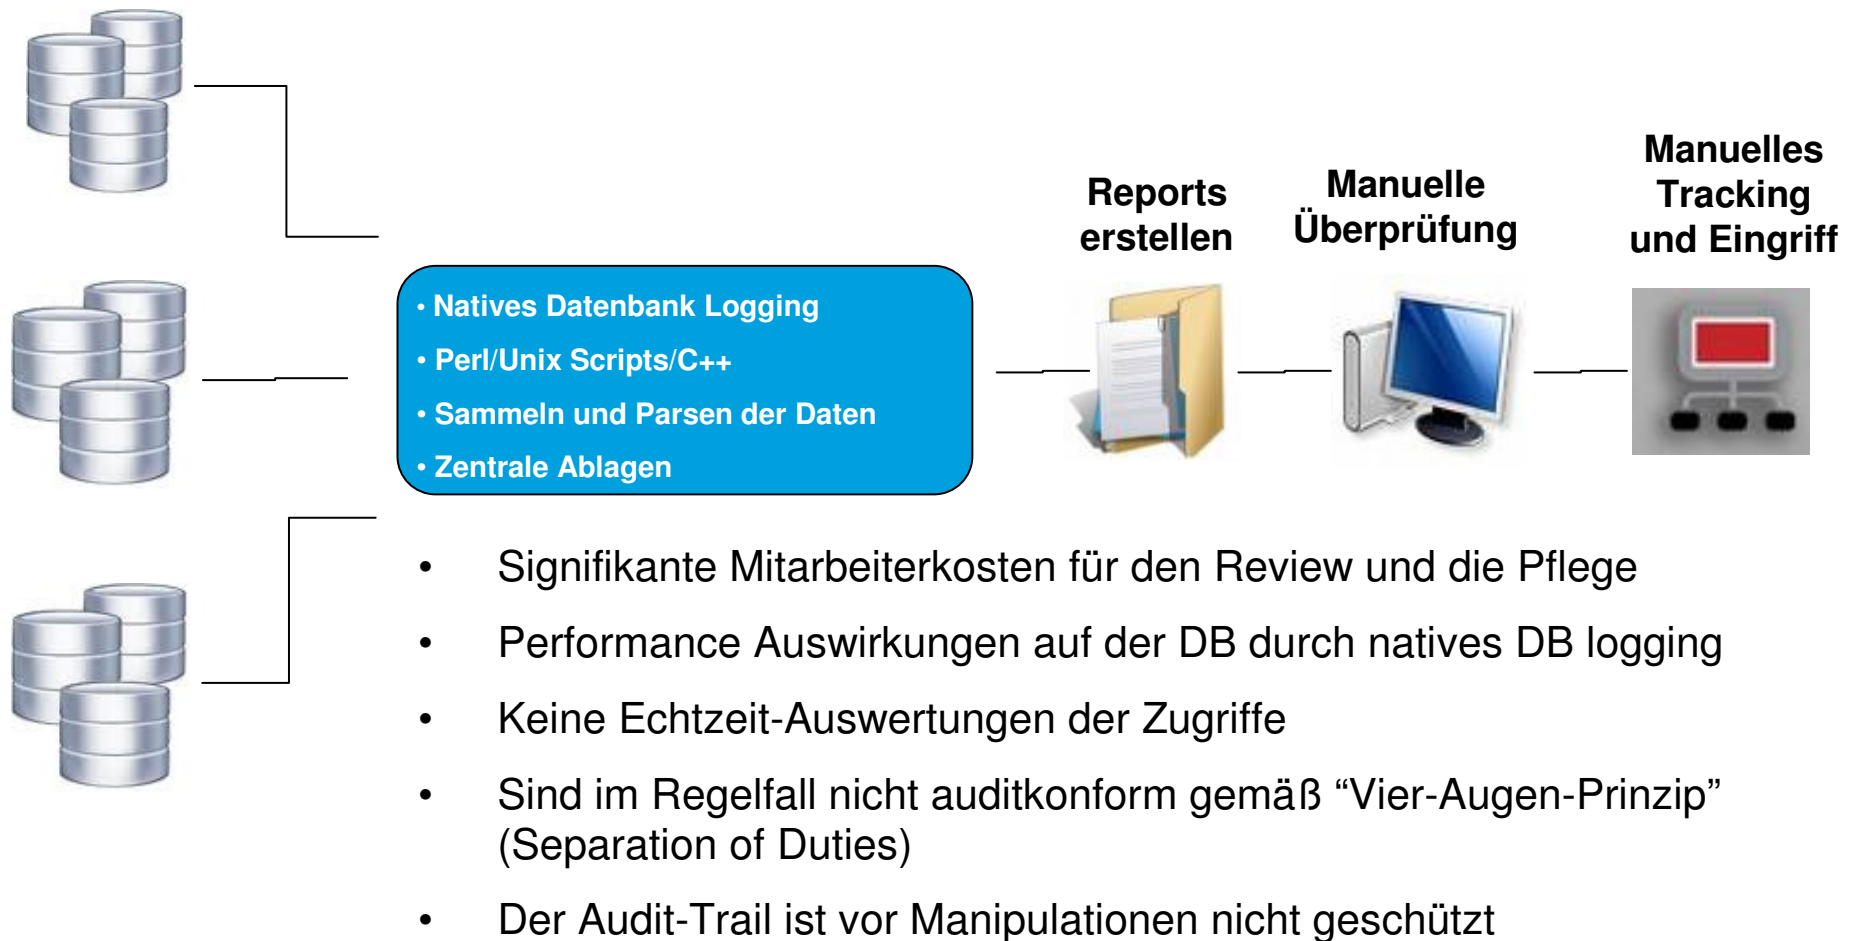 Reports
erstellen
Manuelle
Überprüfung
Manuelles
Tracking
und Eingriff
• Natives Datenbank Logging
• Perl/Unix Scripts/C++
• Sammeln und Parsen der Daten
• Zentrale Ablagen
• Signifikante Mitarbeiterkosten für den Review und die Pflege
• Performance Auswirkungen auf der DB durch natives DB logging
• Keine Echtzeit-Auswertungen der Zugriffe
• Sind im Regelfall nicht auditkonform gemäß “Vier-Augen-Prinzip”
(Separation of Duties)
• Der Audit-Trail ist vor Manipulationen nicht geschützt